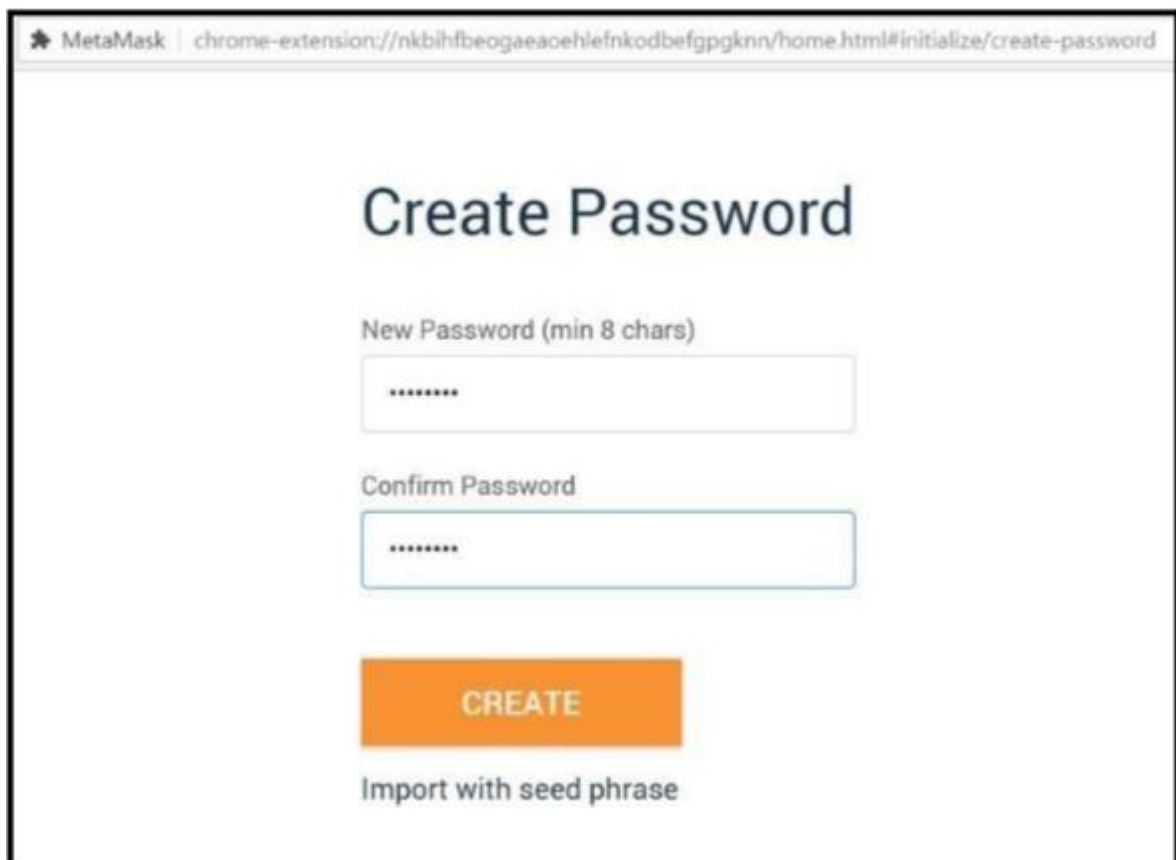 MetaMask | chrome-extension://nkbihfbeogaeaoehlefnkodbefgpgknn/home.html#initialize/create-password
Create Password
New Password (min 8 chars)
••••••••
Confirm Password
••••••••
CREATE
Import with seed phrase